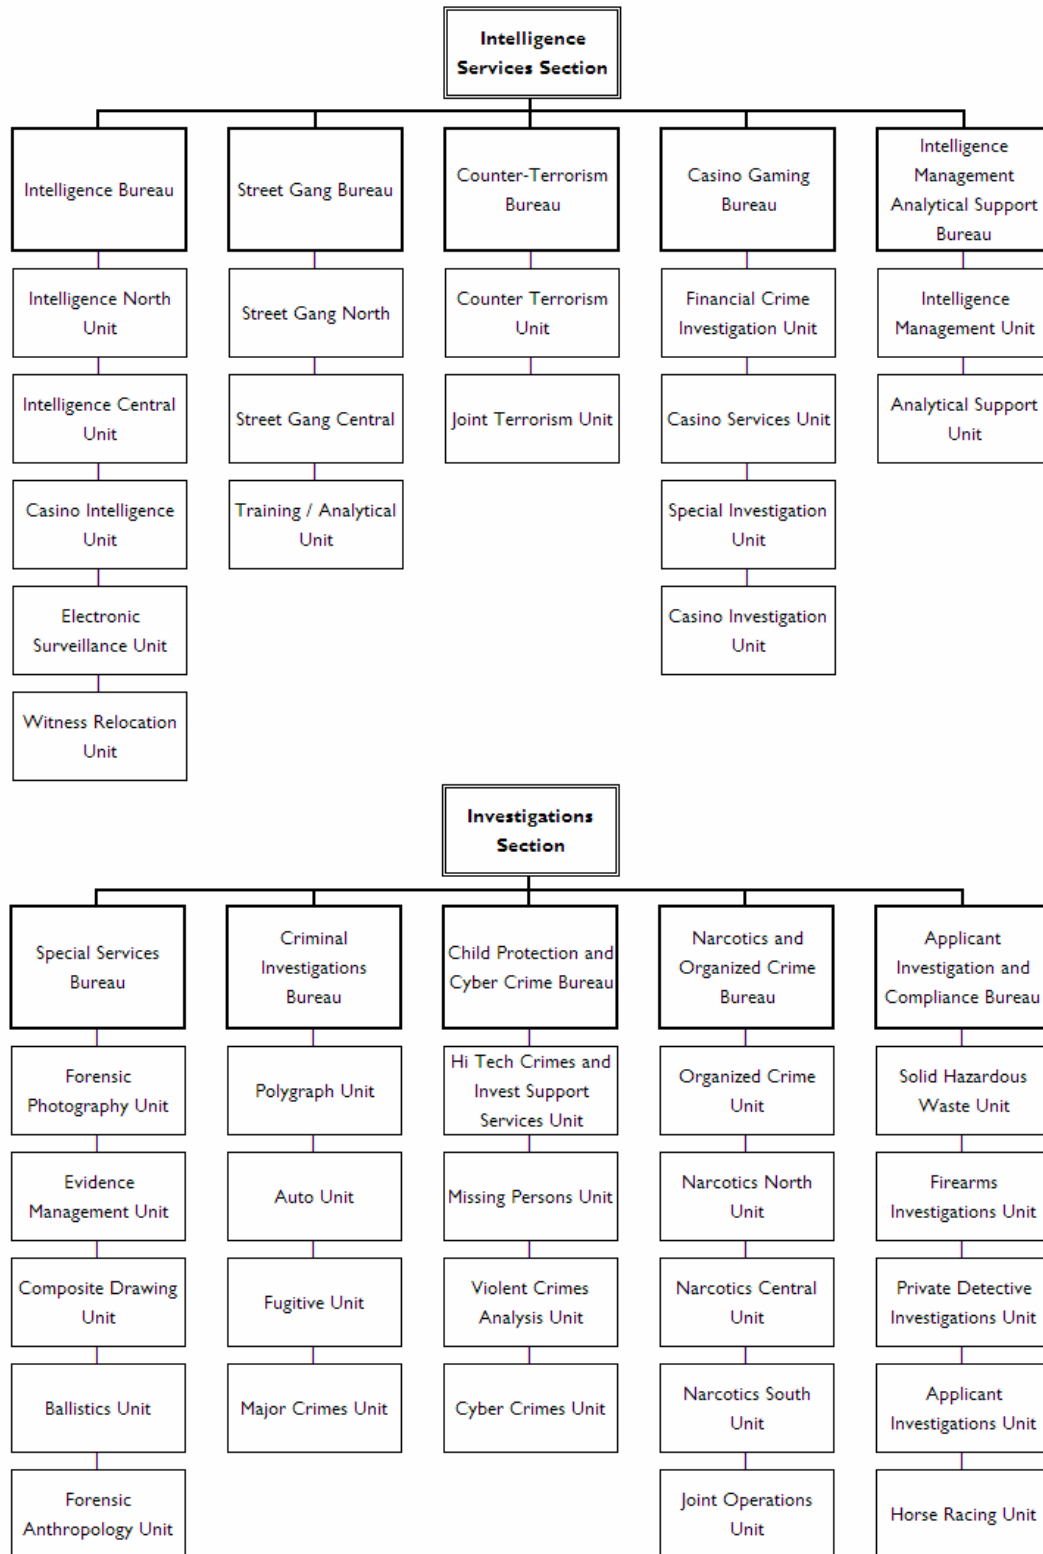 Intelligence
Services Section
Intelligence Bureau
Street Gang Bureau
Counter-Terrorism
Bureau
Casino Gaming
Bureau
Intelligence
Management
Analytical Support
Bureau
Intelligence North
Unit
Street Gang North
Counter Terrorism
Unit
Financial Crime
Investigation Unit
Intelligence
Management Unit
Intelligence Central
Unit
Street Gang Central
Joint Terrorism Unit
Casino Services Unit
Analytical Support
Unit
Casino Intelligence
Unit
Training / Analytical
Unit
Special Investigation
Unit
Electronic
Surveillance Unit
Casino Investigation
Unit
Witness Relocation
Unit
Investigations
Section
Special Services
Bureau
Criminal
Investigations
Bureau
Child Protection and
Cyber Crime Bureau
Narcotics and
Organized Crime
Bureau
Applicant
Investigation and
Compliance Bureau
Forensic
Photography Unit
Polygraph Unit
Hi Tech Crimes and
Invest Support
Services Unit
Organized Crime
Unit
Solid Hazardous
Waste Unit
Evidence
Management Unit
Auto Unit
Missing Persons Unit
Narcotics North
Unit
Firearms
Investigations Unit
Composite Drawing
Unit
Fugitive Unit
Violent Crimes
Analysis Unit
Narcotics Central
Unit
Private Detective
Investigations Unit
Ballistics Unit
Major Crimes Unit
Cyber Crimes Unit
Narcotics South
Unit
Applicant
Investigations Unit
Forensic
Anthropology Unit
Joint Operations
Unit
Horse Racing Unit